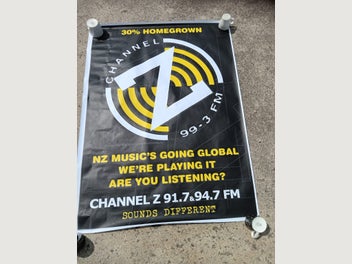 30% HOMEGROWN
CHANNEL
Z
99-3 FM
NZ MUSIC'S GOING GLOBAL
WE'RE PLAYING IT
ARE YOU LISTENING?
CHANNEL Z 91.7&94.7 FM
SOUNDS DIFFERENT